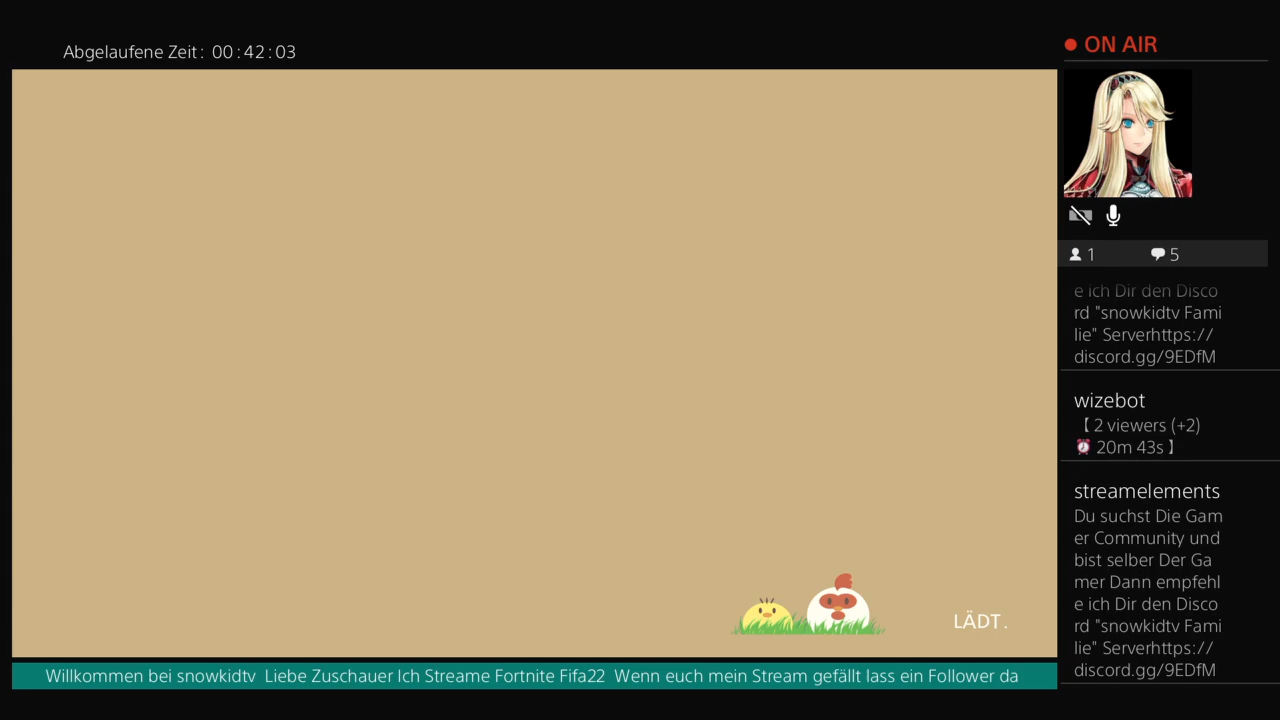 Abgelaufene Zeit: 00:42:03
ON AIR
1 5
e ich Dir den Disco
rd "snowkidtv Fami
lie" Serverhttps://
discord.gg/9EDfM
wizebot
【2 viewers (+2)
⏰ 20m 43s】
streamelements
Du suchst Die Gam
er Community und
bist selber Der Ga
mer Dann empfehl
e ich Dir den Disco
rd "snowkidtv Fami
lie" Serverhttps://
discord.gg/9EDfM
LÄDT.
Willkommen bei snowkidtv Liebe Zuschauer Ich Streame Fortnite Fifa22 Wenn euch mein Stream gefällt lass ein Follower da